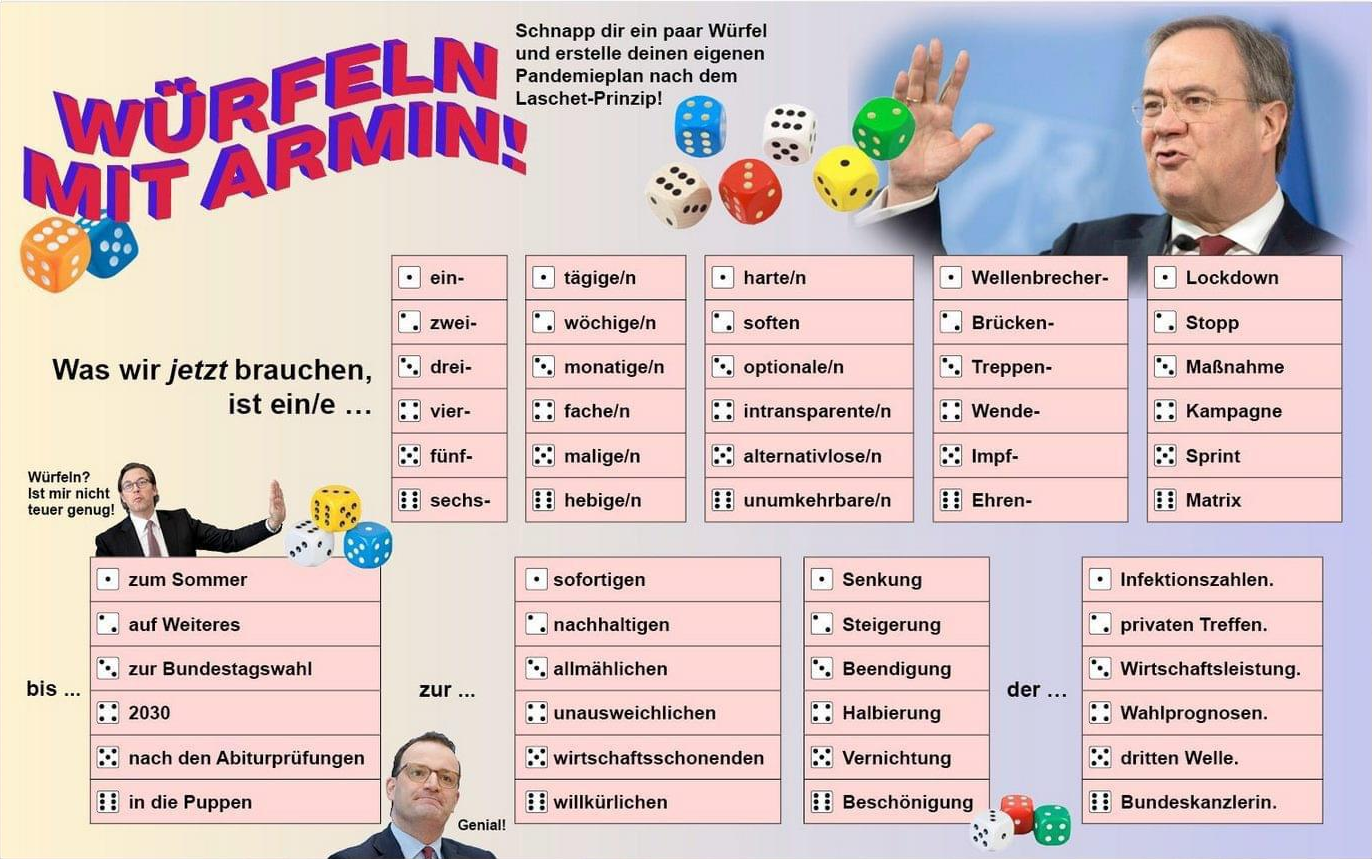 WÜRFELN
MIT ARMIN!
Schnapp dir ein paar Würfel
und erstelle deinen eigenen
Pandemieplan nach dem
Laschet-Prinzip!
Was wir jetzt brauchen,
ist ein/e ...
ein-
zwei-
drei-
vier-
fünf-
sechs-
tägige/n
wöchige/n
monatige/n
fache/n
malige/n
hebige/n
harte/n
soften
optionale/n
intransparente/n
alternativlose/n
unumkehrbare/n
Wellenbrecher-
Brücken-
Treppen-
Wende-
Impf-
Ehren-
Lockdown
Stopp
Maßnahme
Kampagne
Sprint
Matrix
Würfeln?
Ist mir nicht
teuer genug!
bis ...
zum Sommer
auf Weiteres
zur Bundestagswahl
2030
nach den Abiturprüfungen
in die Puppen
zur ...
sofortigen
nachhaltigen
allmählichen
unausweichlichen
wirtschaftsschonenden
willkürlichen
Genial!
Senkung
Steigerung
Beendigung
Halbierung
Vernichtung
Beschönigung
der ...
Infektionszahlen.
privaten Treffen.
Wirtschaftsleistung.
Wahlprognosen.
dritten Welle.
Bundeskanzlerin.